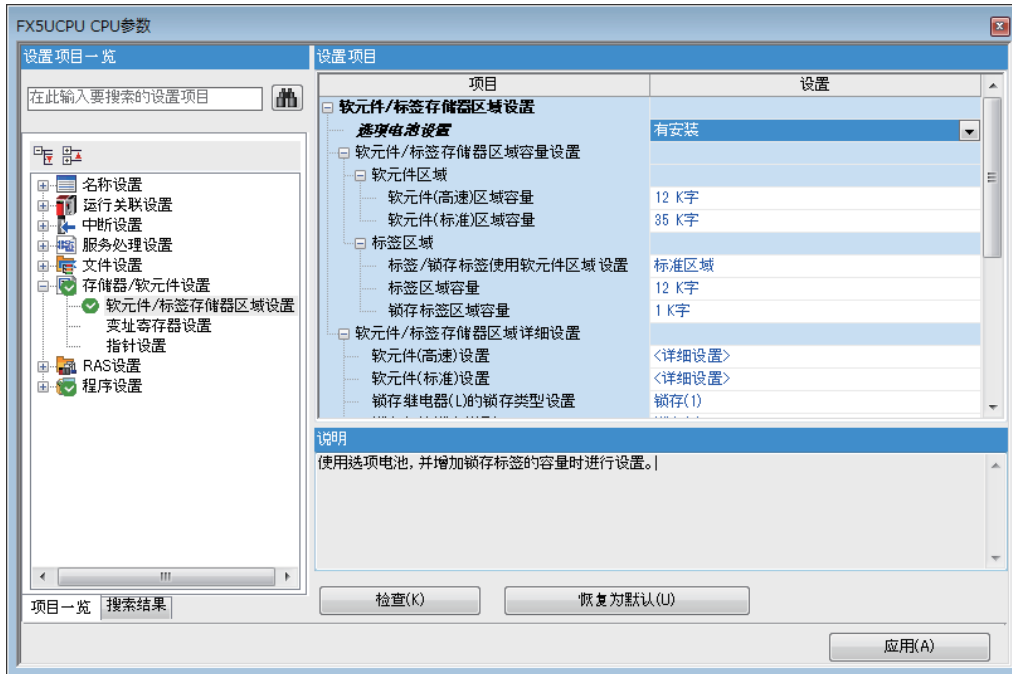 FX5UCPU CPU参数
设置项目一览
在此输入要搜索的设置项目
名称设置
运行关联设置
中断设置
服务处理设置
文件设置
存储器/软元件设置
软元件/标签存储器区域设置
变址寄存器设置
指针设置
RAS设置
程序设置
项目一览 搜索结果
设置项目
项目 设置
软元件/标签存储器区域设置
选项电池设置 有安装
软元件/标签存储器区域容量设置
软元件区域
软元件(高速)区域容量 12 K字
软元件(标准)区域容量 35 K字
标签区域
标签/锁存标签使用软元件区域设置 标准区域
标签区域容量 12 K字
锁存标签区域容量 1 K字
软元件/标签存储器区域详细设置
软元件(高速)设置 <详细设置>
软元件(标准)设置 <详细设置>
锁存继电器(L)的锁存类型设置 锁存(1)
说明
使用选项电池,并增加锁存标签的容量时进行设置。
检查(K) 恢复为默认(U)
应用(A)